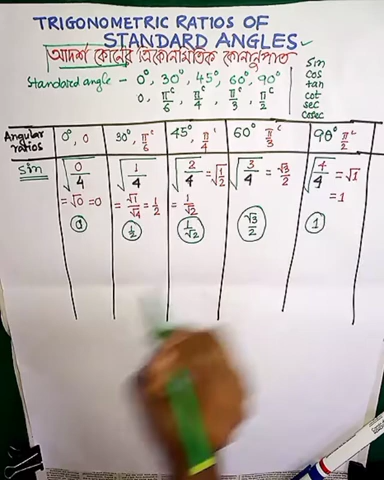 TRIGONOMETRIC RATIOS OF
STANDARD ANGLES
আদর্শ কোনের ত্রিকোনমিতিক কোনানুপাত
Standard angle - 0°, 30°, 45°, 60°, 90°
0, π^c/6, π^c/4, π^c/3, π^c/2
sin
cos
tan
cot
sec
cosec
Angular ratios 0°, 0 30°, π^c/6 45°, π^c/4 60°, π^c/3 90°, π^c/2
sin √(0/4) √(1/4) √(2/4) = √(1/2) √(3/4) = √3/2 √(4/4) = √1
= √0 = 0 = √1/√4 = 1/2 = 1/√2 = 1
0 1/2 1/√2 √3/2 1